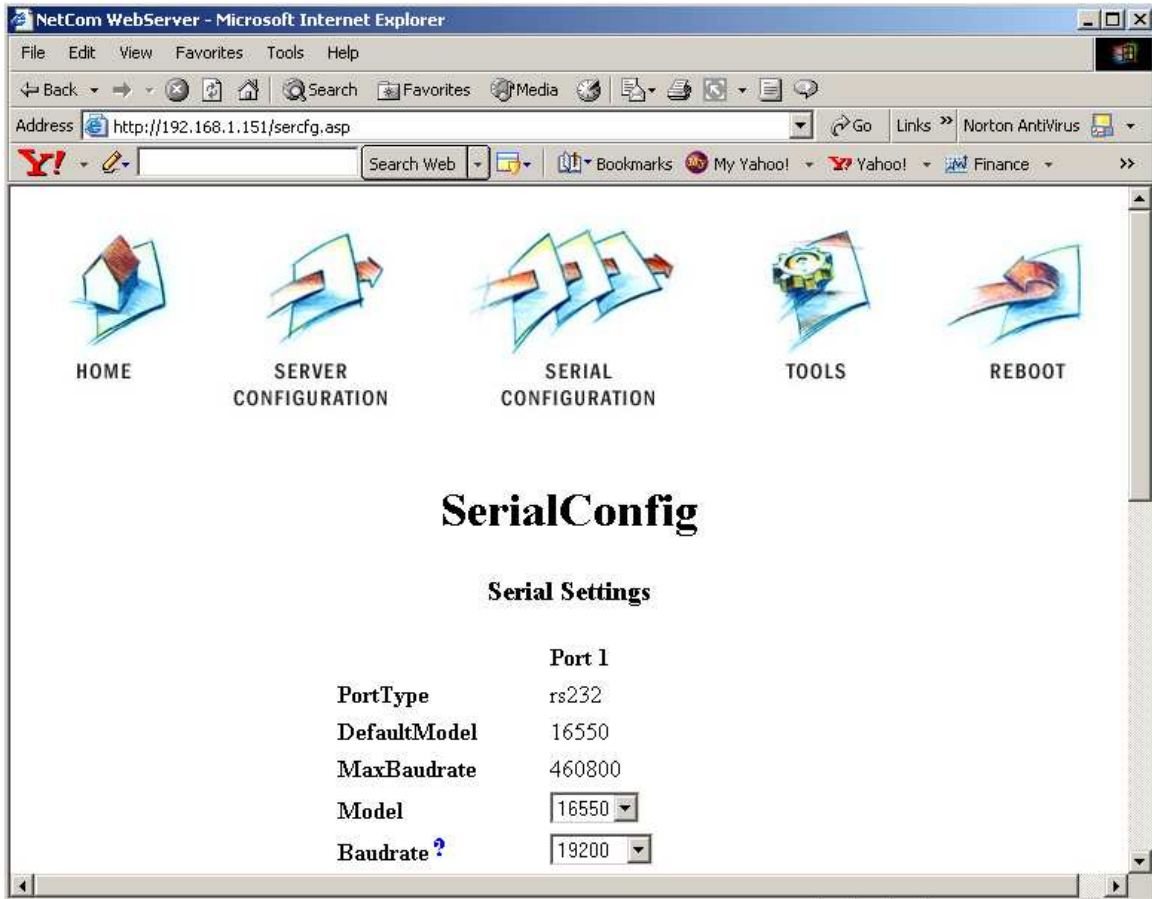 NetCom WebServer - Microsoft Internet Explorer
File Edit View Favorites Tools Help
Back Search Favorites Media
Address http://192.168.1.151/sercfg.asp Go Links » Norton AntiVirus
Y! Search Web Bookmarks My Yahoo! Y! Yahoo! Finance »
HOME
SERVER
CONFIGURATION
SERIAL
CONFIGURATION
TOOLS
REBOOT
SerialConfig
Serial Settings
Port 1
PortType rs232
DefaultModel 16550
MaxBaudrate 460800
Model 16550
Baudrate ? 19200